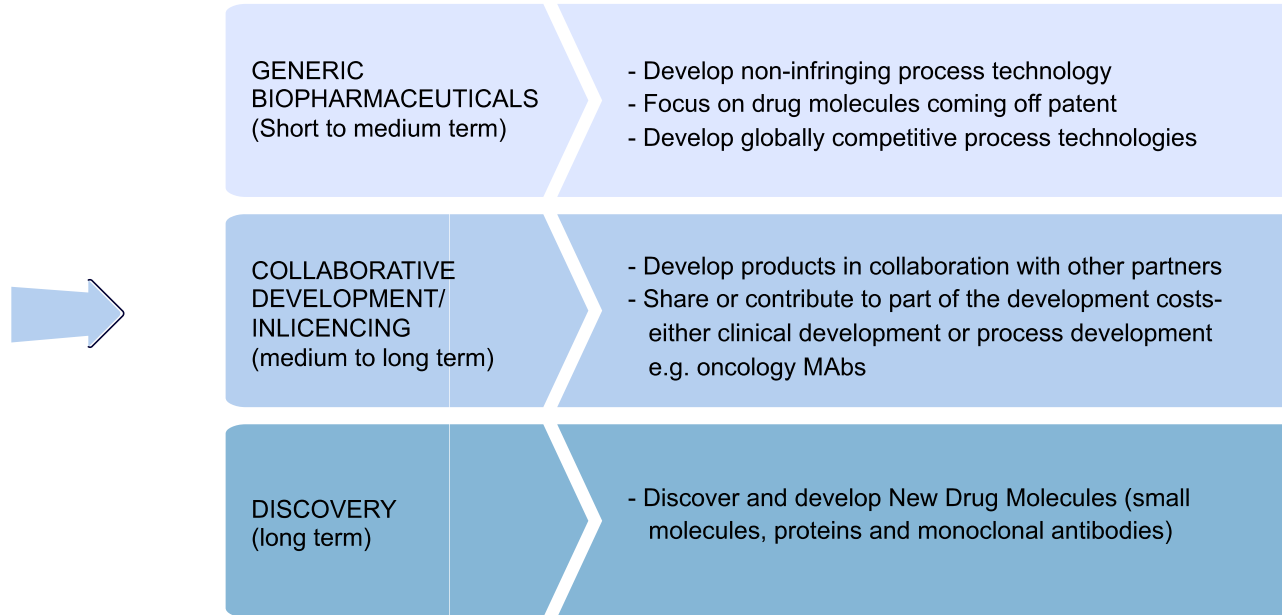 GENERIC
BIOPHARMACEUTICALS
(Short to medium term)
- Develop non-infringing process technology
- Focus on drug molecules coming off patent
- Develop globally competitive process technologies
COLLABORATIVE
DEVELOPMENT/
INLICENCING
(medium to long term)
- Develop products in collaboration with other partners
- Share or contribute to part of the development costs-
either clinical development or process development
e.g. oncology MAbs
DISCOVERY
(long term)
- Discover and develop New Drug Molecules (small
molecules, proteins and monoclonal antibodies)